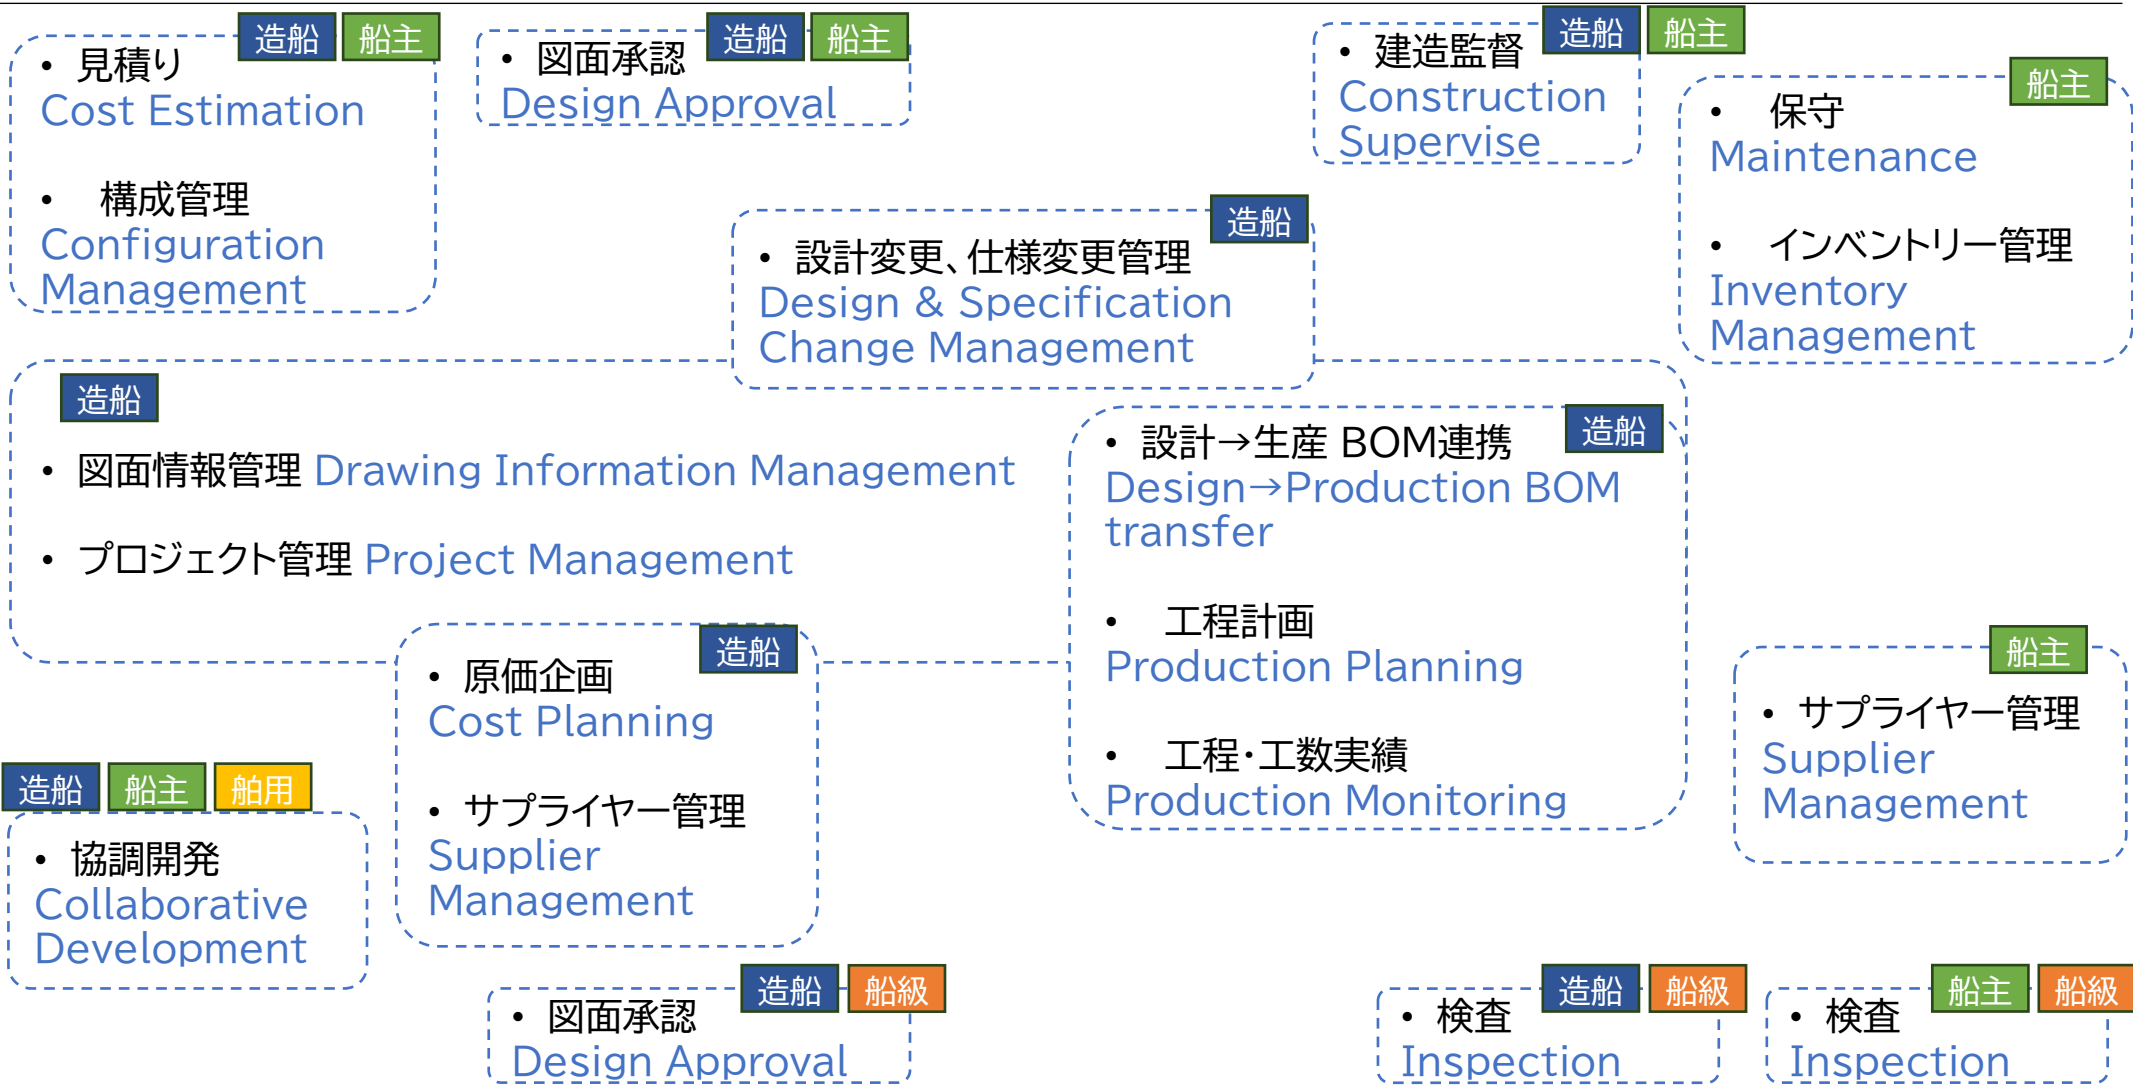 造船 船主
• 見積り
Cost Estimation
• 構成管理
Configuration
Management
造船 船主
• 図面承認
Design Approval
造船 船主
• 建造監督
Construction
Supervise
船主
• 保守
Maintenance
• インベントリー管理
Inventory
Management
造船
• 設計変更、仕様変更管理
Design & Specification
Change Management
造船
• 図面情報管理 Drawing Information Management
• プロジェクト管理 Project Management
造船
• 設計→生産 BOM連携
Design→Production BOM
transfer
• 工程計画
Production Planning
• 工程・工数実績
Production Monitoring
造船
• 原価企画
Cost Planning
• サプライヤー管理
Supplier
Management
船主
• サプライヤー管理
Supplier
Management
造船 船主 舶用
• 協調開発
Collaborative
Development
造船 船級
• 図面承認
Design Approval
造船 船級
• 検査
Inspection
船主 船級
• 検査
Inspection